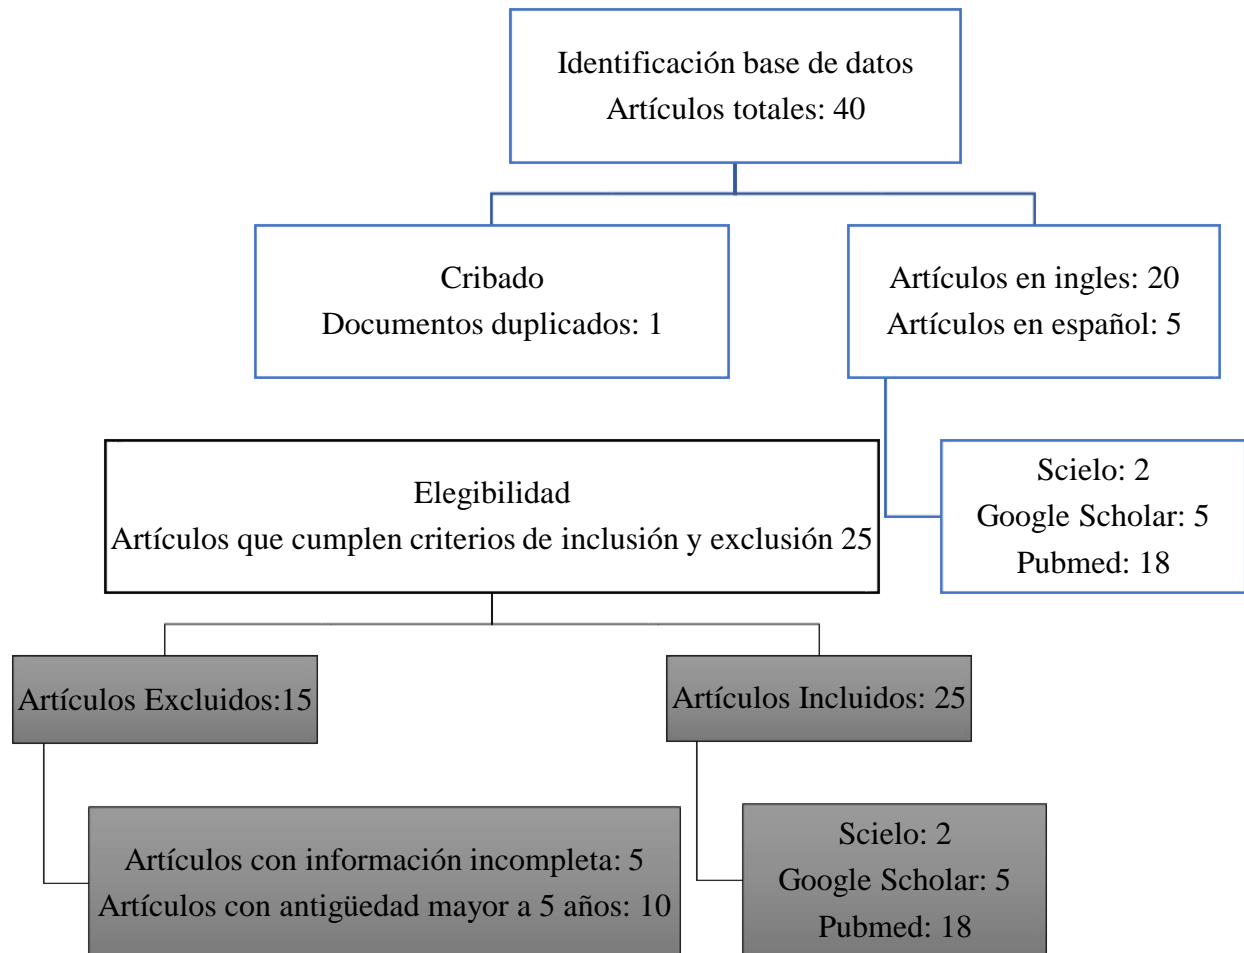 Identificación base de datos
Artículos totales: 40
Cribado
Documentos duplicados: 1
Artículos en ingles: 20
Artículos en español: 5
Scielo: 2
Google Scholar: 5
Pubmed: 18
Elegibilidad
Artículos que cumplen criterios de inclusión y exclusión 25
Artículos Excluidos:15
Artículos Incluidos: 25
Artículos con información incompleta: 5
Artículos con antigüedad mayor a 5 años: 10
Scielo: 2
Google Scholar: 5
Pubmed: 18